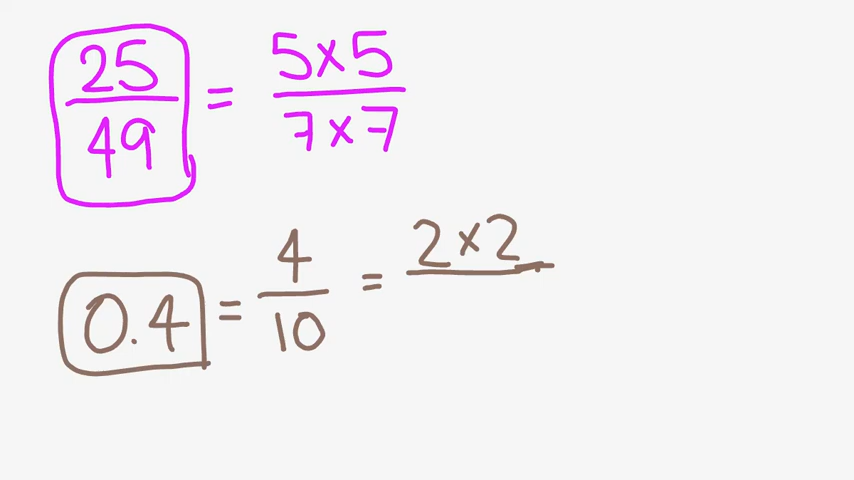 25/49 = 5×5/7×7
0.4 = 4/10 = 2×2